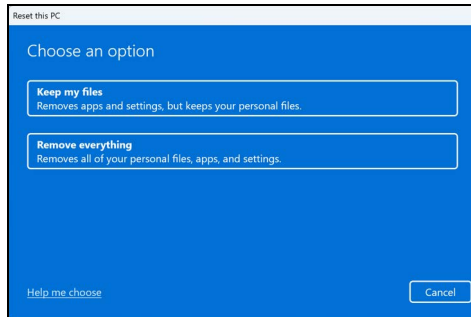 Reset this PC
Choose an option
Keep my files
Removes apps and settings, but keeps your personal files.
Remove everything
Removes all of your personal files, apps, and settings.
Help me choose
Cancel